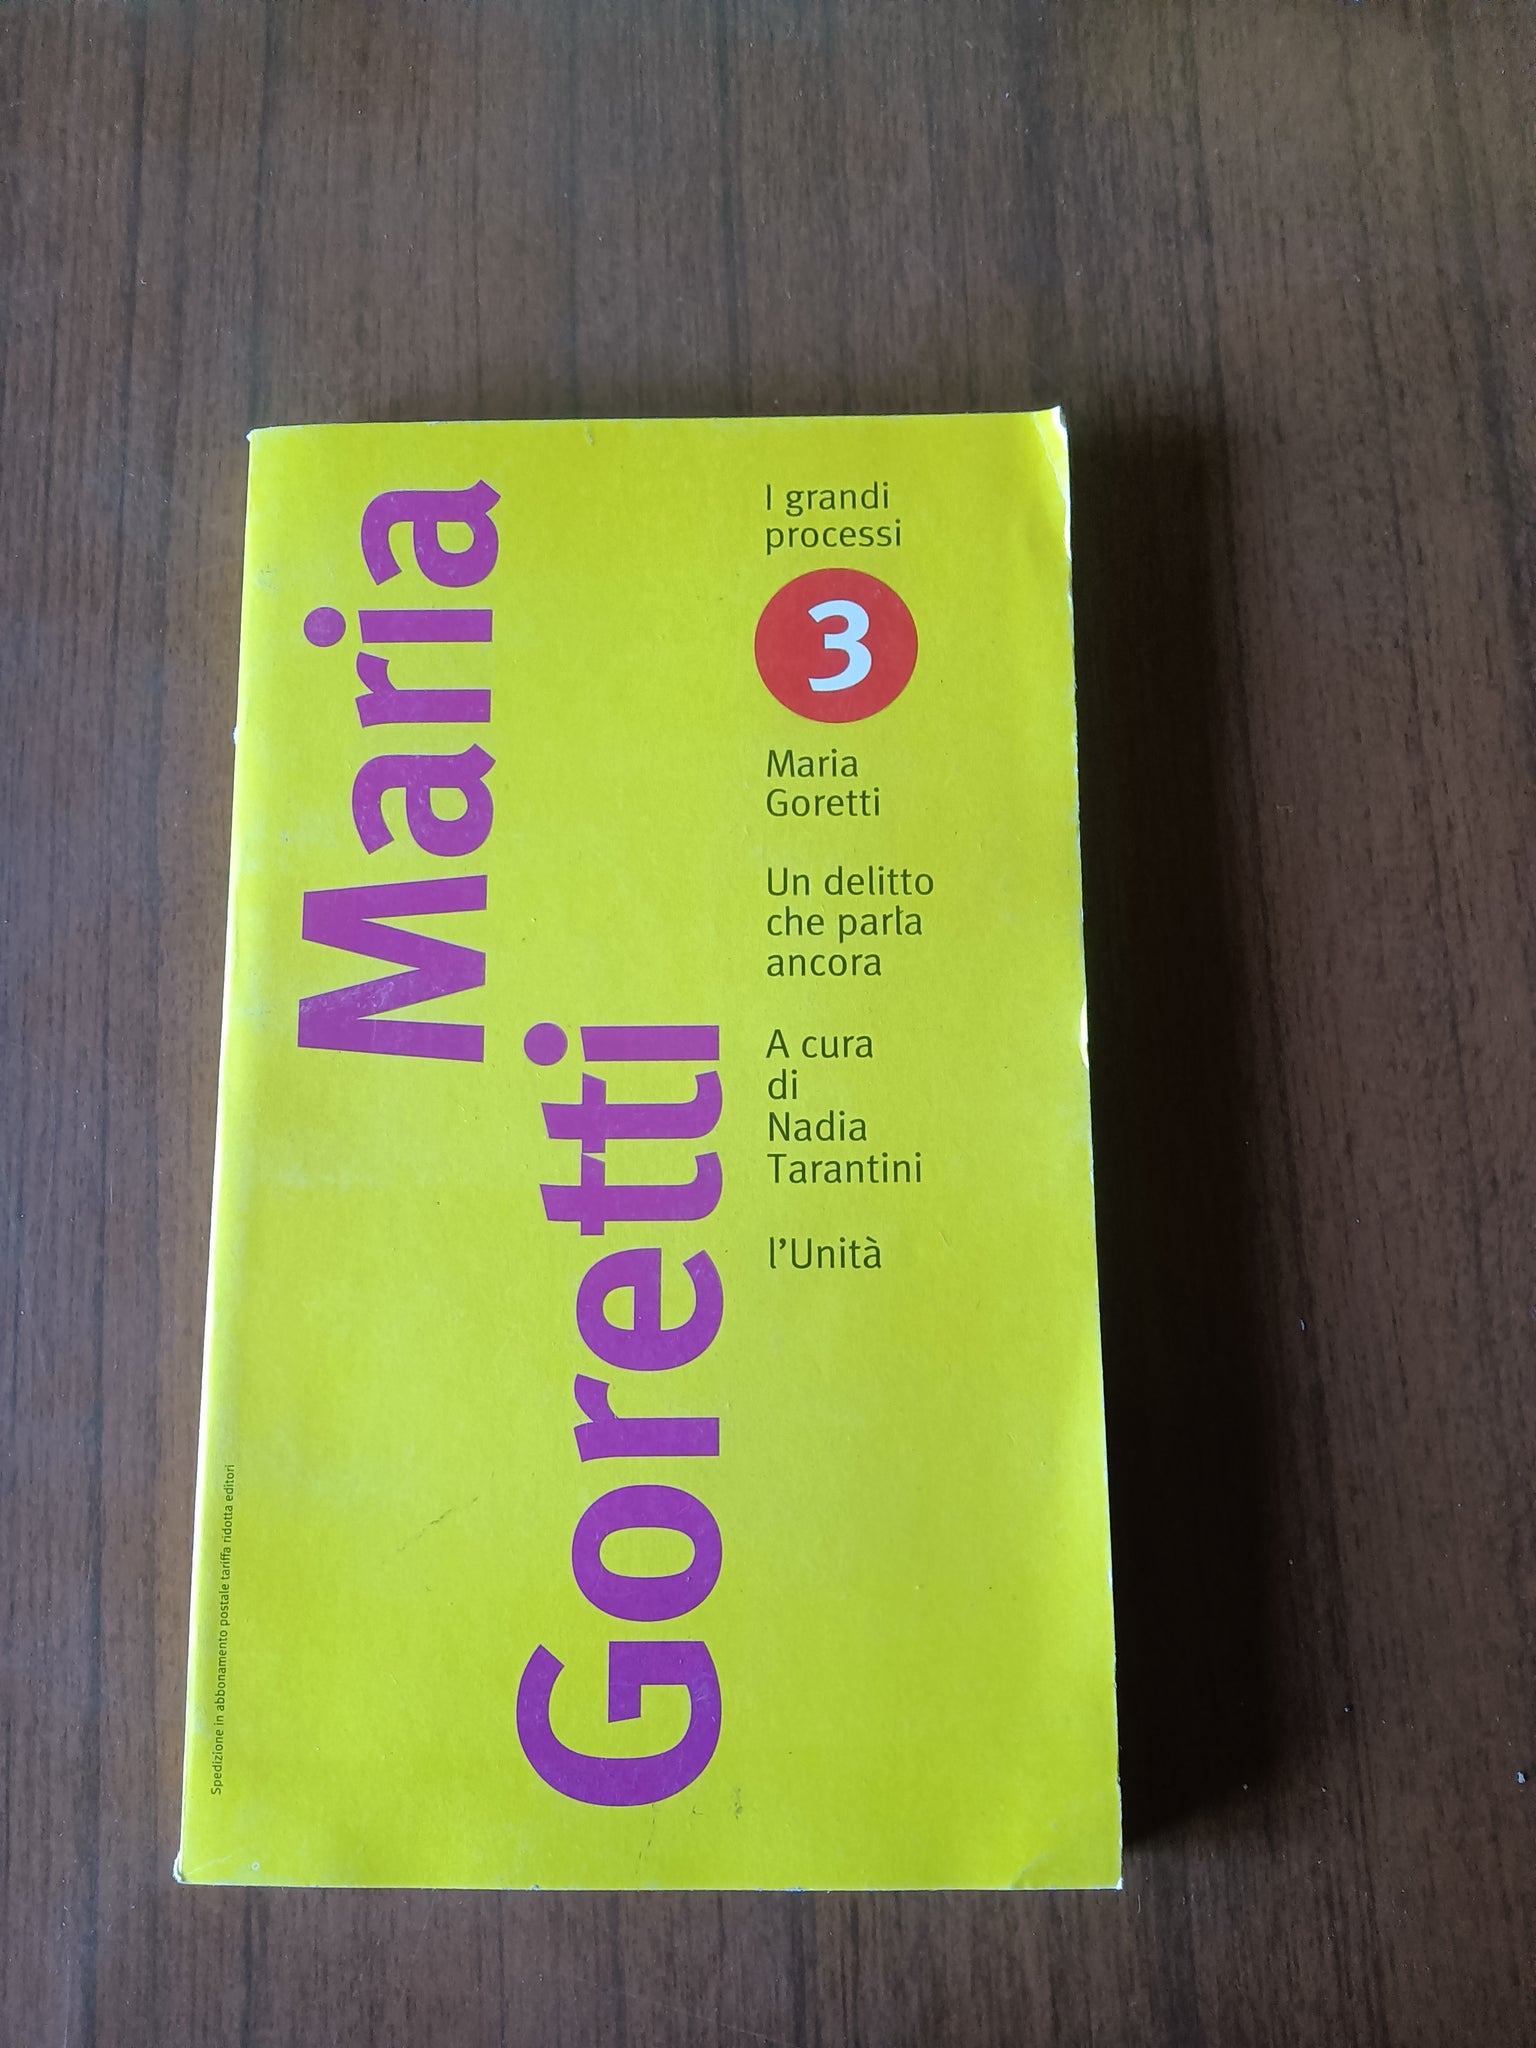 Maria
Goretti
I grandi
processi
3
Maria
Goretti
Un delitto
che parla
ancora
A cura
di
Nadia
Tarantini
l'Unità
Spedizione in abbonamento postale tariffa ridotta editori